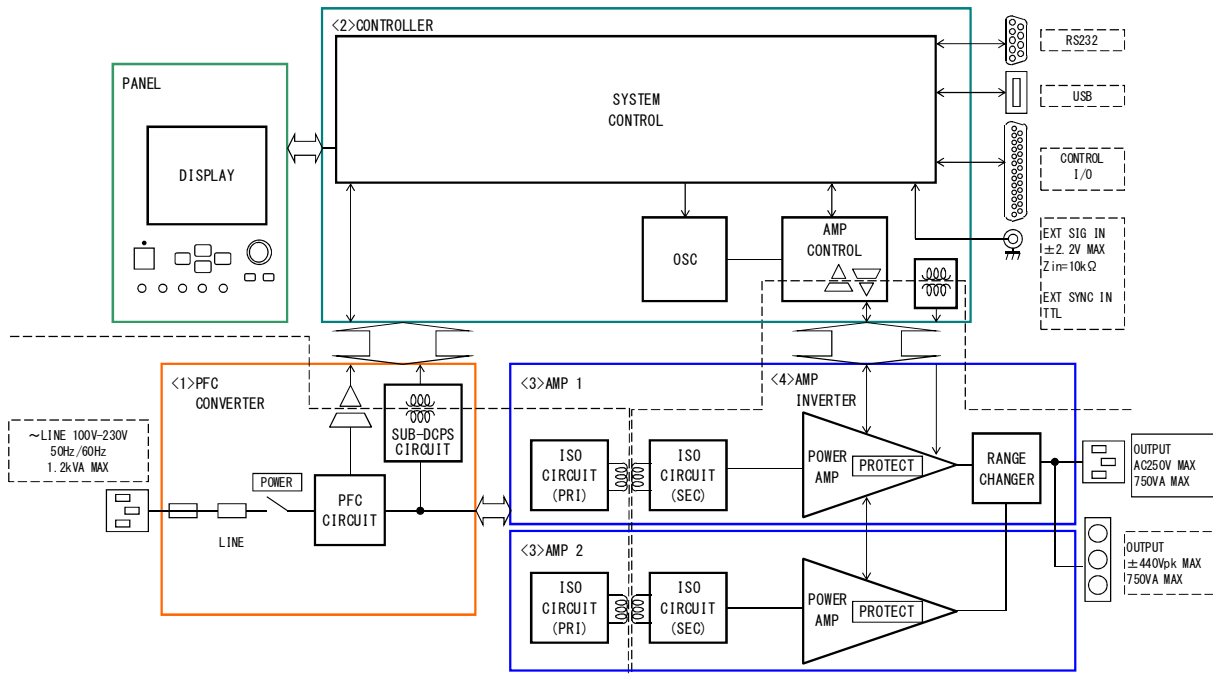 <2>CONTROLLER
SYSTEM
CONTROL
PANEL
DISPLAY
RS232
USB
CONTROL
I/O
OSC
AMP
CONTROL
EXT SIG IN
±2.2V MAX
Zin=10kΩ
EXT SYNC IN
TTL
<1>PFC
CONVERTER
SUB-DCPS
CIRCUIT
~LINE 100V-230V
50Hz/60Hz
1.2kVA MAX
POWER
LINE
PFC
CIRCUIT
<3>AMP 1
<4>AMP
INVERTER
ISO
CIRCUIT
(PRI)
ISO
CIRCUIT
(SEC)
POWER
AMP
PROTECT
RANGE
CHANGER
OUTPUT
AC250V MAX
750VA MAX
<3>AMP 2
ISO
CIRCUIT
(PRI)
ISO
CIRCUIT
(SEC)
POWER
AMP
PROTECT
OUTPUT
±440Vpk MAX
750VA MAX